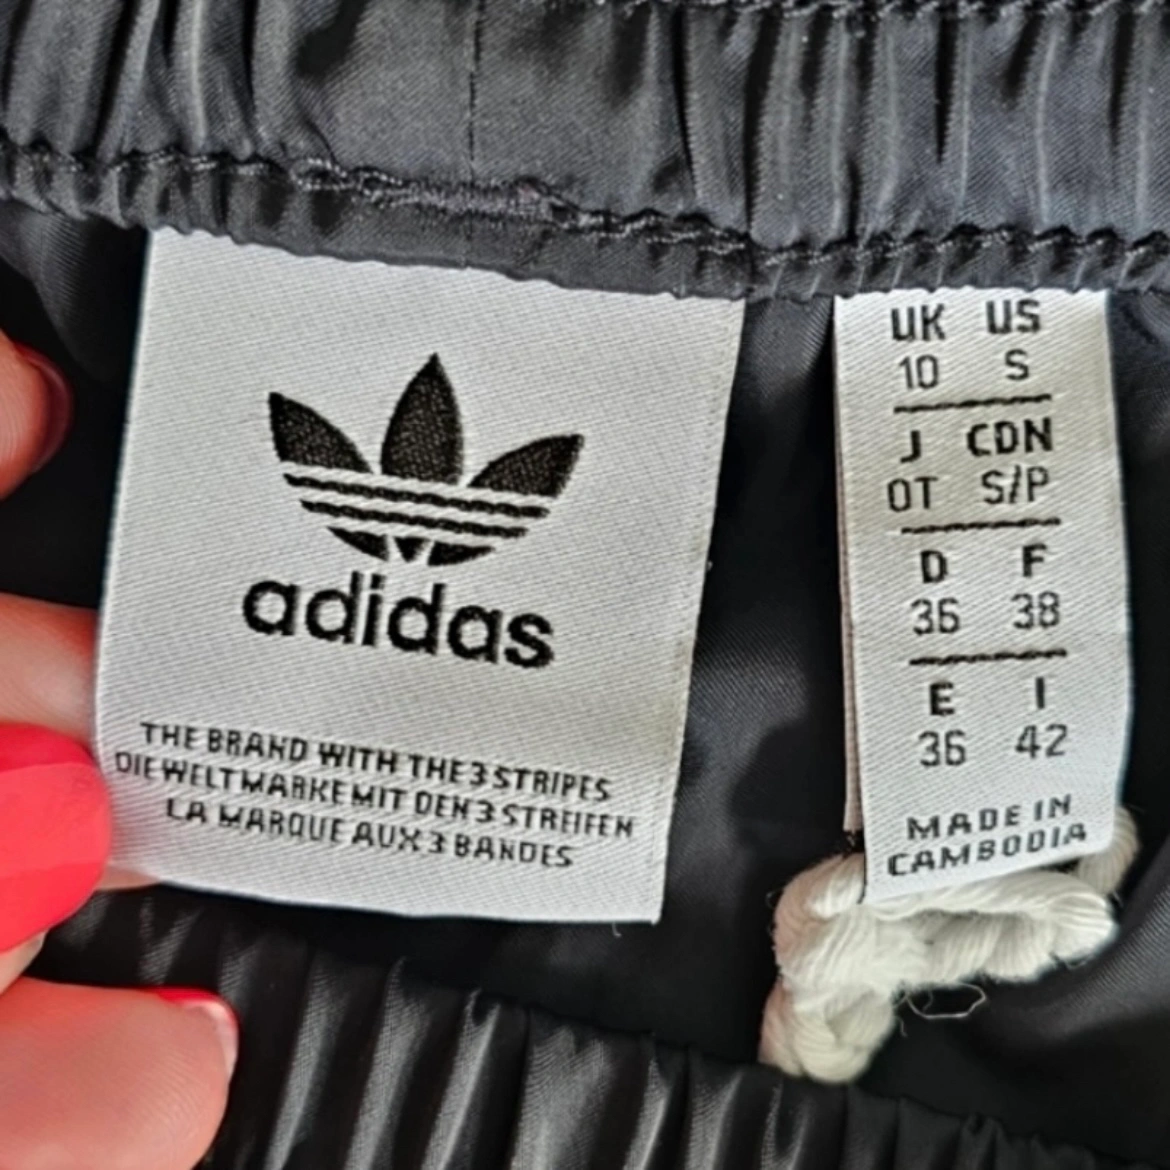 adidas
THE BRAND WITH THE 3 STRIPES
DIE WELTMARKE MIT DEN 3 STREIFEN
LA MARQUE AUX 3 BANDES
UK US
10 S
J CDN
OT S/P
D F
36 38
E I
36 42
MADE IN
CAMBODIA